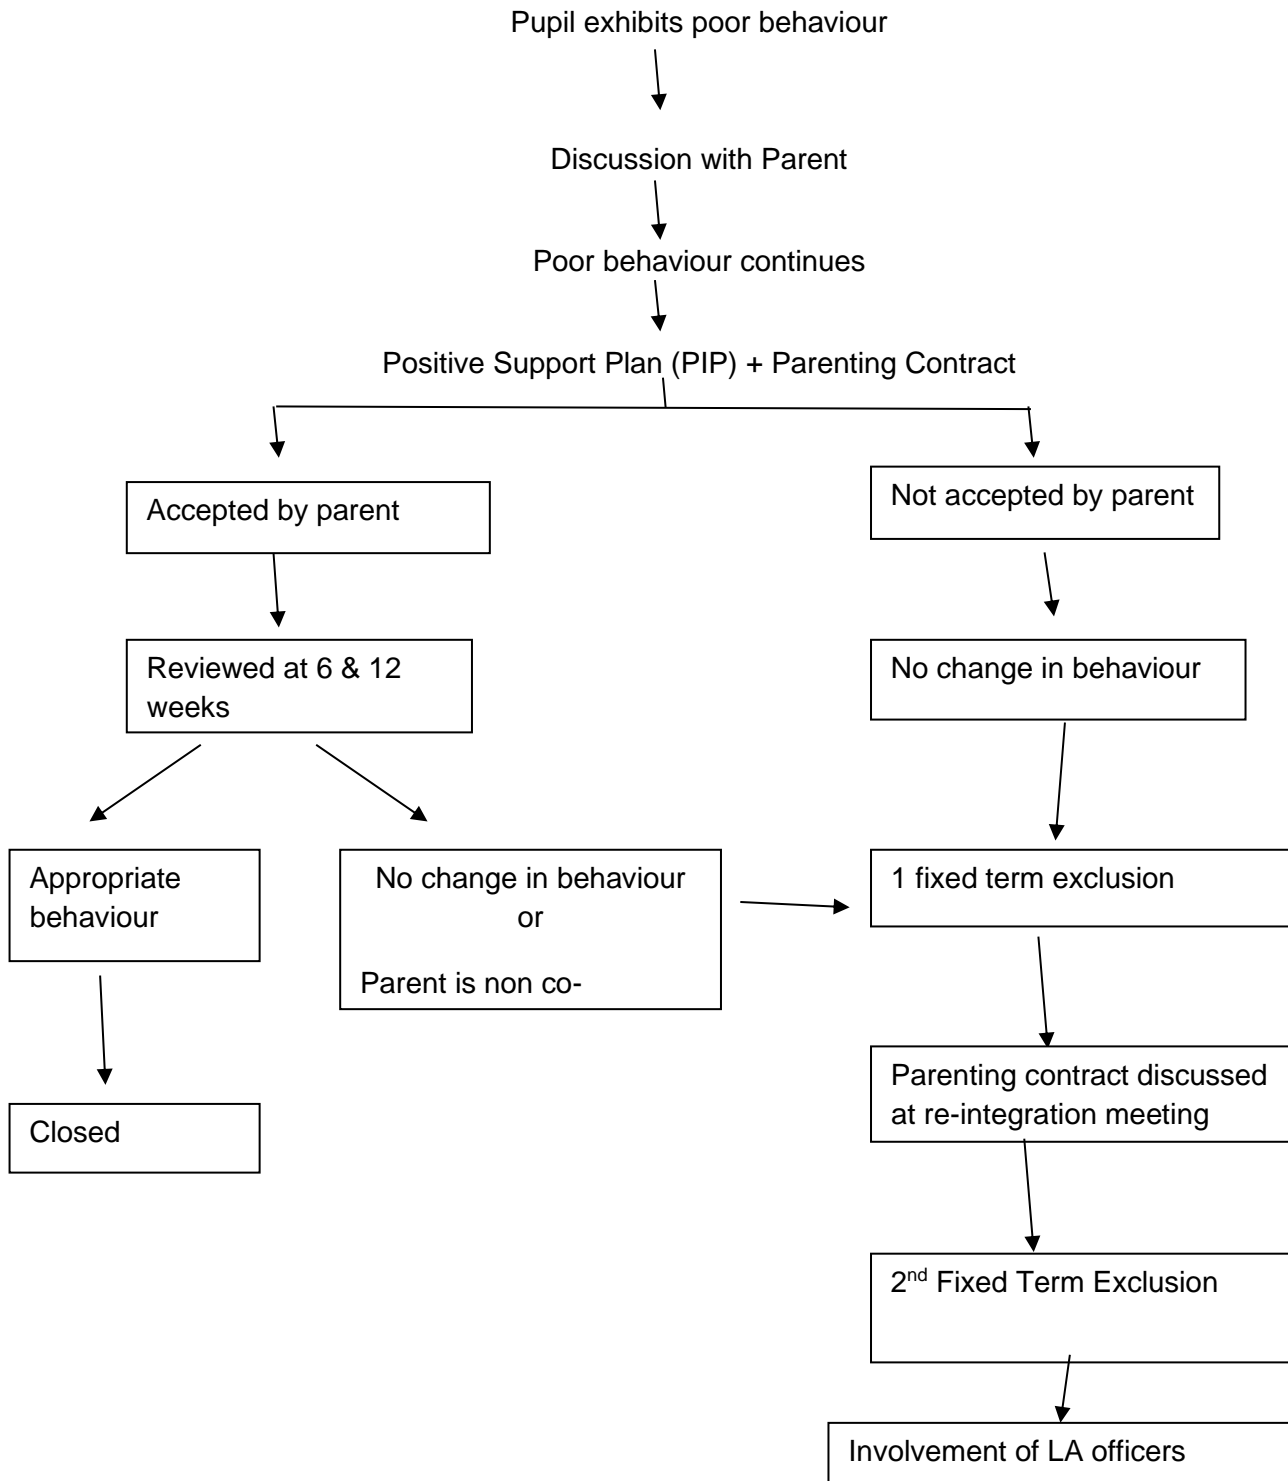 Pupil exhibits poor behaviour
Discussion with Parent
Poor behaviour continues
Positive Support Plan (PIP) + Parenting Contract
Accepted by parent
Not accepted by parent
Reviewed at 6 & 12
weeks
No change in behaviour
Appropriate
behaviour
No change in behaviour
or
Parent is non co-
1 fixed term exclusion
Closed
Parenting contract discussed
at re-integration meeting
2nd Fixed Term Exclusion
Involvement of LA officers